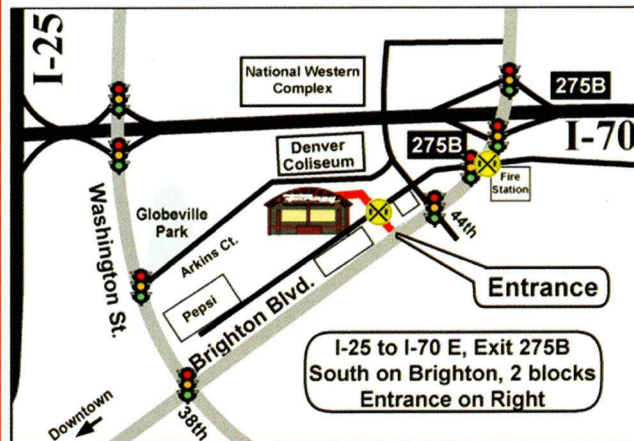 I-25
National Western
Complex
275B
I-70
275B
Denver
Coliseum
Fire
Station
Washington St.
Globeville
Park
Arkins Ct.
44th
Pepsi
Brighton Blvd.
Entrance
I-25 to I-70 E, Exit 275B
South on Brighton, 2 blocks
Entrance on Right
38th
Downtown